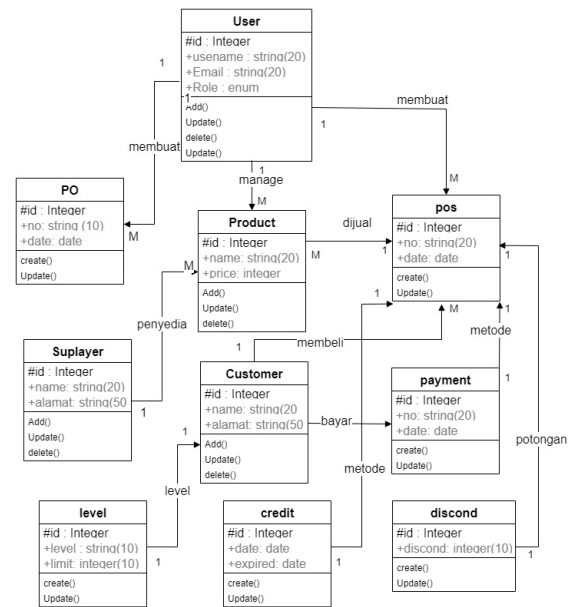 User
#id : Integer
+usename : string(20)
+Email : string(20)
+Role : enum
Add()
Update()
delete()
Update()
1
1
1
1
membuat
membuat
manage
M
M
M
PO
#id : Integer
+no: string (10)
+date: date
create()
Update()
Product
#id : Integer
+name: string(20)
+price: integer
Add()
Update()
delete()
dijual
M
1
pos
#id : Integer
+no: string(20)
+date: date
create()
Update()
M
penyedia
1
Suplayer
#id : Integer
+name: string(20)
+alamat: string(50
Add()
Update()
delete()
1
membeli
M
1
1
1
metode
Customer
#id : Integer
+name: string(20
+alamat: string(50
Add()
Update()
delete()
bayar
payment
#id : Integer
+no: string(20)
+date: date
create()
Update()
1
potongan
metode
1
level
level
#id : Integer
+level : string(10)
+limit: integer(10)
create()
Update()
1
credit
#id : Integer
+date: date
+expired: date
create()
Update()
1
discond
#id : Integer
+discond: integer(10)
create()
Update()
1